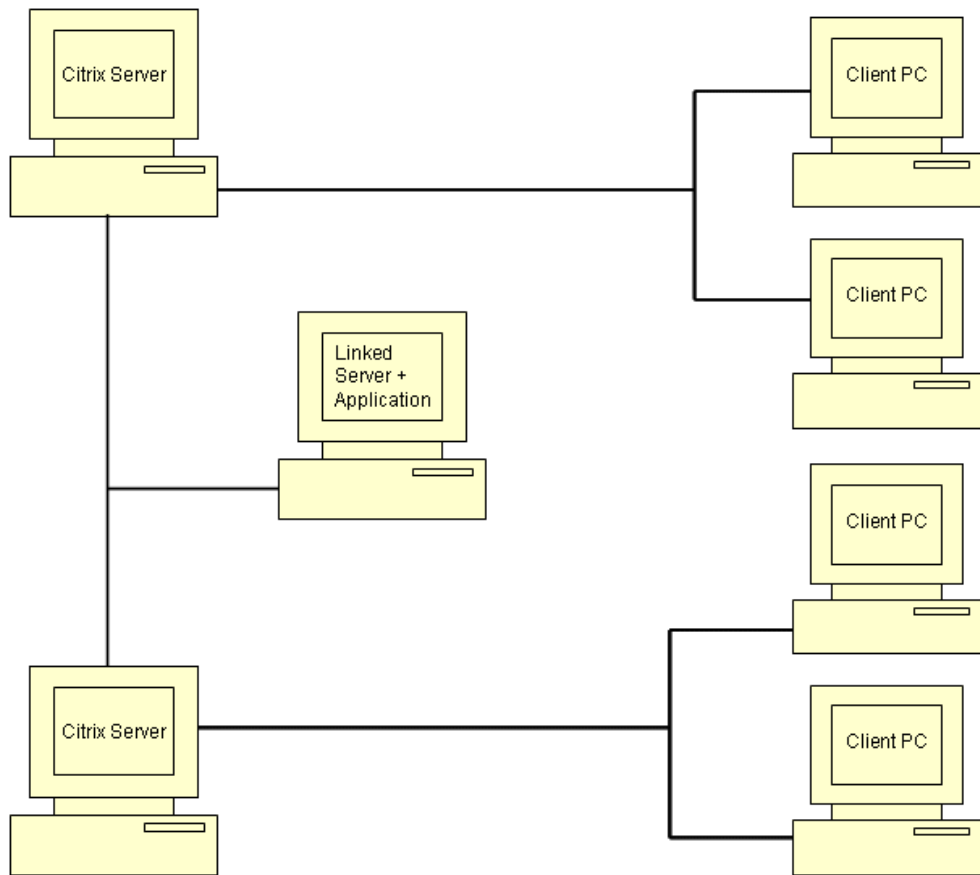 Citrix Server
Client PC
Client PC
Linked
Server +
Application
Client PC
Citrix Server
Client PC